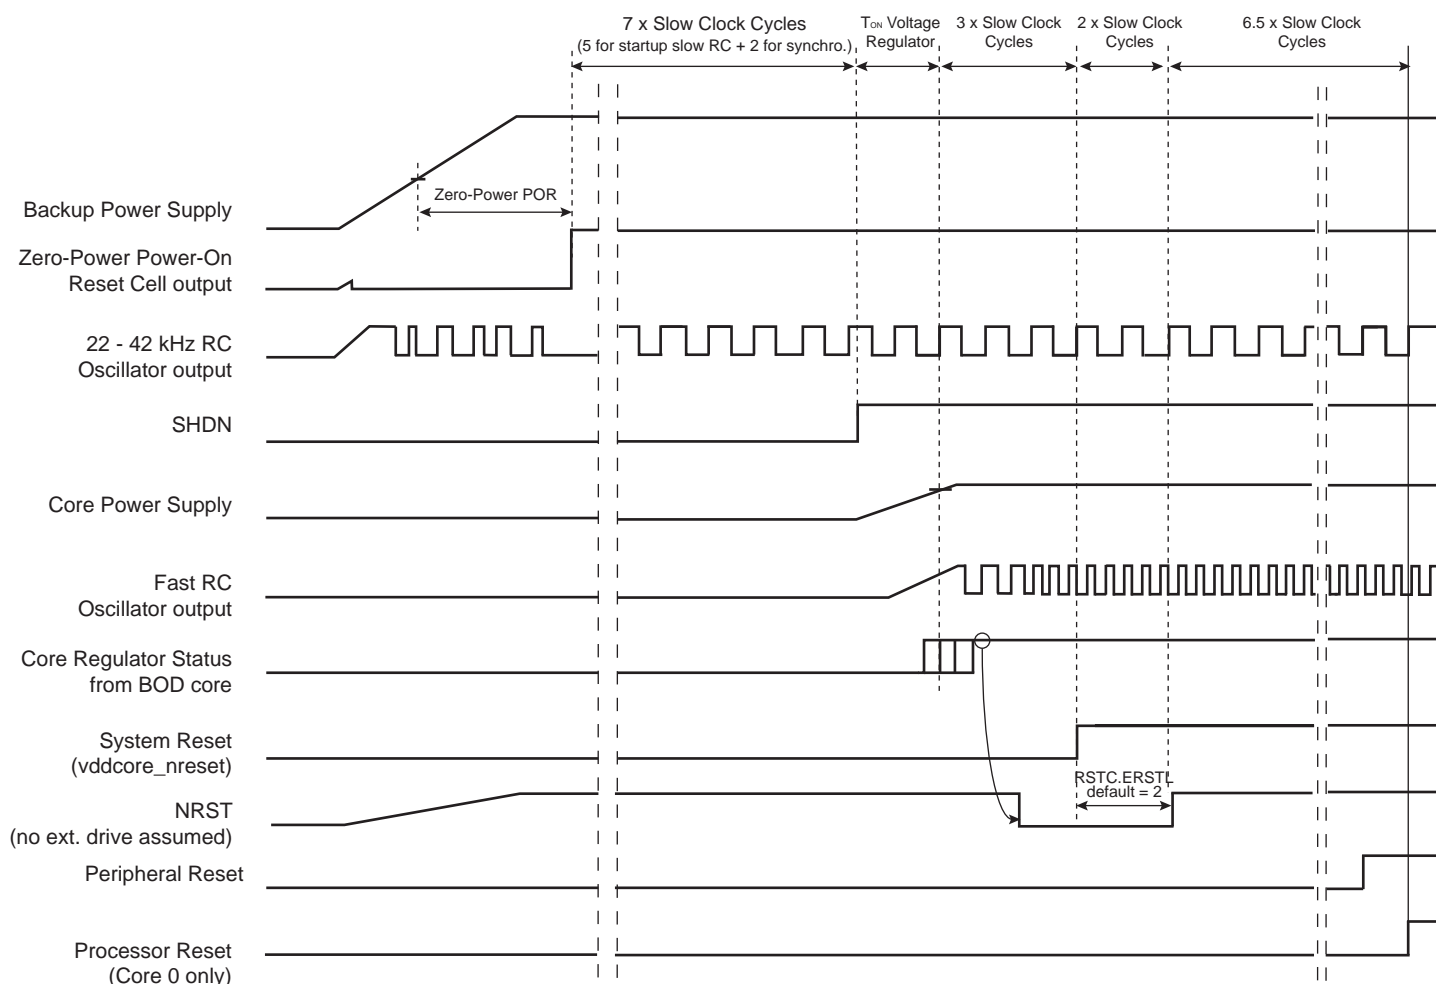 7 x Slow Clock Cycles
(5 for startup slow RC + 2 for synchro.)
TON Voltage
Regulator
3 x Slow Clock
Cycles
2 x Slow Clock
Cycles
6.5 x Slow Clock
Cycles
Zero-Power POR
Backup Power Supply
Zero-Power Power-On
Reset Cell output
22 - 42 kHz RC
Oscillator output
SHDN
Core Power Supply
Fast RC
Oscillator output
Core Regulator Status
from BOD core
System Reset
(vddcore_nreset)
RSTC.ERSTL
default = 2
NRST
(no ext. drive assumed)
Peripheral Reset
Processor Reset
(Core 0 only)